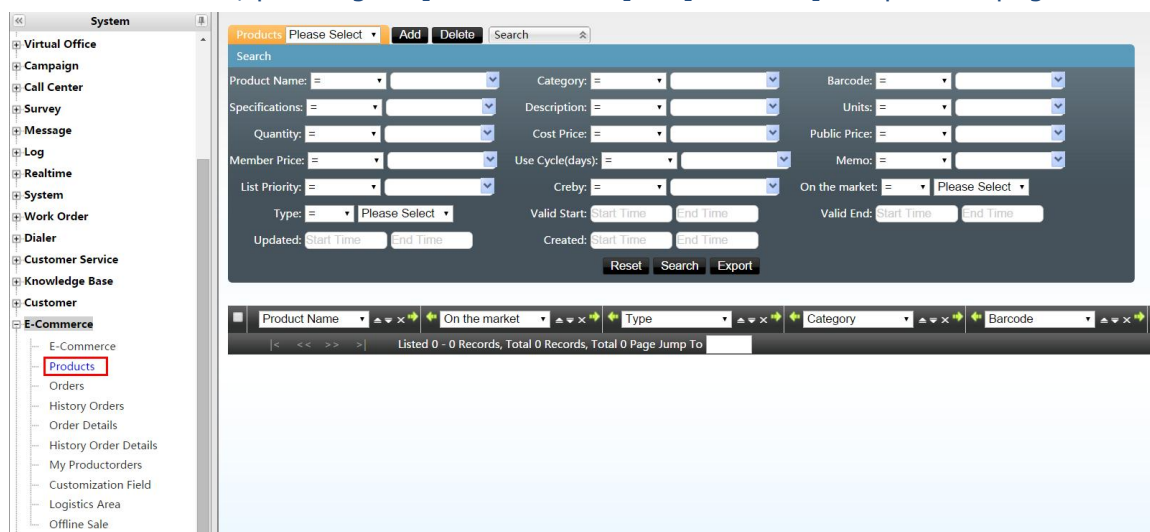 System
Virtual Office
Campaign
Call Center
Survey
Message
Log
Realtime
System
Work Order
Dialer
Customer Service
Knowledge Base
Customer
E-Commerce
E-Commerce
Products
Orders
History Orders
Order Details
History Order Details
My Productorders
Customization Field
Logistics Area
Offline Sale
Products Please Select Add Delete Search
Search
Product Name: = Category: = Barcode: =
Specifications: = Description: = Units: =
Quantity: = Cost Price: = Public Price: =
Member Price: = Use Cycle(days): = Memo: =
List Priority: = Creby: = On the market: = Please Select
Type: = Please Select Valid Start: Start Time End Time Valid End: Start Time End Time
Updated: Start Time End Time Created: Start Time End Time
Reset Search Export
Product Name On the market Type Category Barcode
|< << >> >| Listed 0 - 0 Records, Total 0 Records, Total 0 Page Jump To